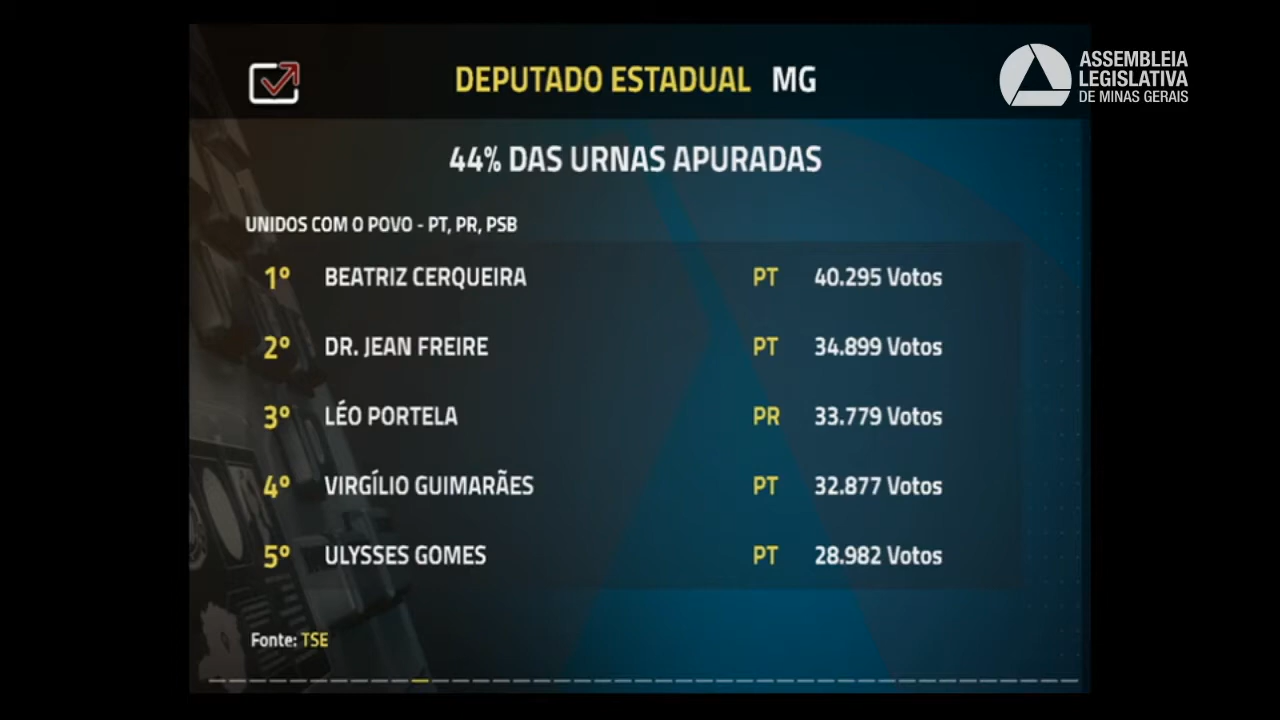 DEPUTADO ESTADUAL MG
ASSEMBLEIA
LEGISLATIVA
DE MINAS GERAIS
44% DAS URNAS APURADAS
UNIDOS COM O POVO - PT, PR, PSB
1º BEATRIZ CERQUEIRA PT 40.295 Votos
2º DR. JEAN FREIRE PT 34.899 Votos
3º LÉO PORTELA PR 33.779 Votos
4º VIRGÍLIO GUIMARÃES PT 32.877 Votos
5º ULYSSES GOMES PT 28.982 Votos
Fonte: TSE